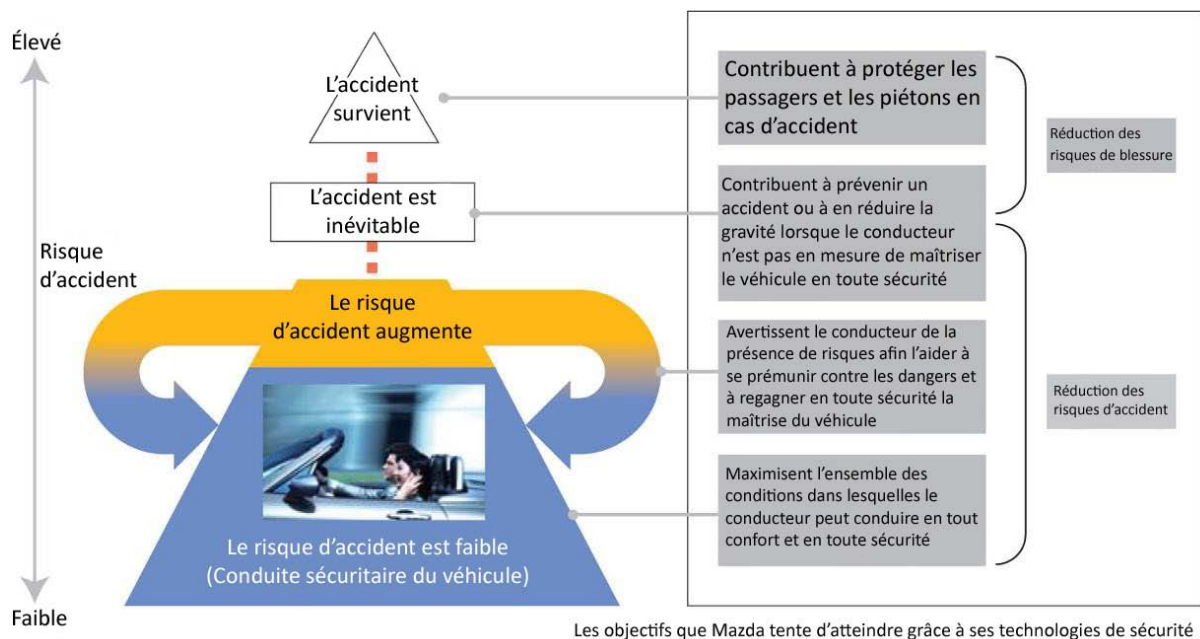 Élevé
Risque
d'accident
Faible
L'accident
survient
L'accident est
inévitable
Le risque
d'accident augmente
Le risque d'accident est faible
(Conduite sécuritaire du véhicule)
Contribuent à protéger les
passagers et les piétons en
cas d'accident
Contribuent à prévenir un
accident ou à en réduire la
gravité lorsque le conducteur
n'est pas en mesure de maîtriser
le véhicule en toute sécurité
Avertissent le conducteur de la
présence de risques afin l'aider à
se prémunir contre les dangers et
à regagner en toute sécurité la
maîtrise du véhicule
Maximisent l'ensemble des
conditions dans lesquelles le
conducteur peut conduire en tout
confort et en toute sécurité
Réduction des
risques de blessure
Réduction des
risques d'accident
Les objectifs que Mazda tente d'atteindre grâce à ses technologies de sécurité